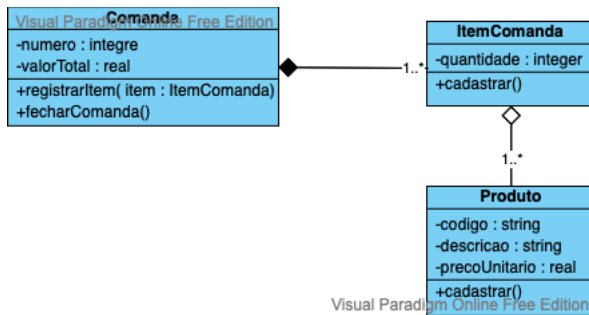 Visual Paradigm Online Free Edition
Comanda
-numero : integre
-valorTotal : real
+registrarItem( item : ItemComanda)
+fecharComanda()
1..*
ItemComanda
-quantidade : integer
+cadastrar()
1..*
Produto
-codigo : string
-descricao : string
-precoUnitario : real
+cadastrar()
Visual Paradigm Online Free Edition